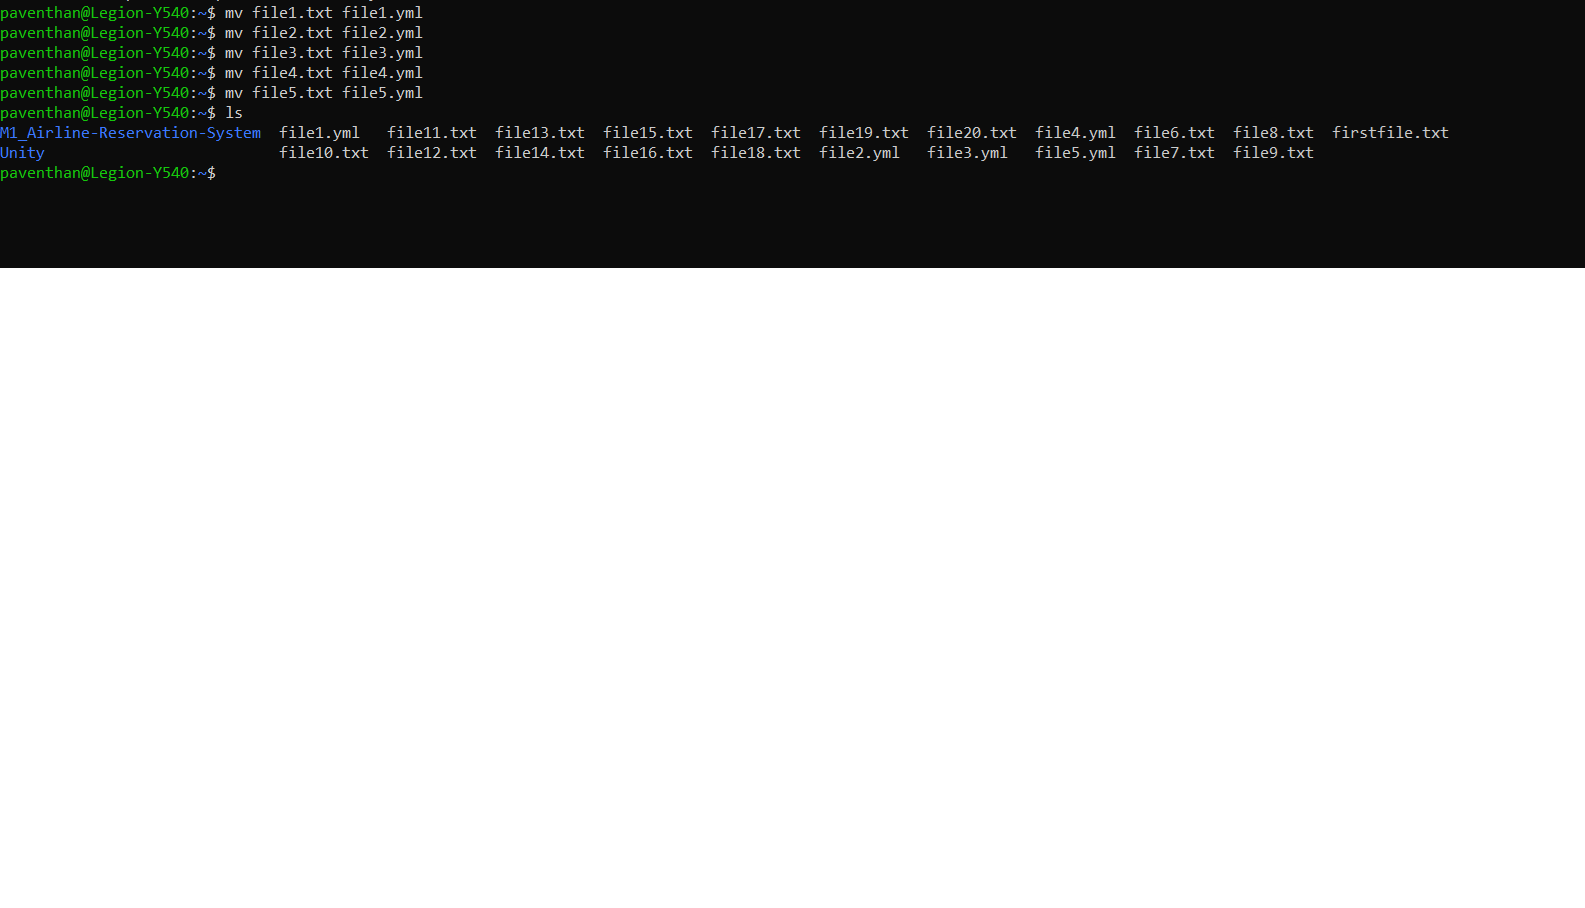 paventhan@Legion-Y540:~$ mv file1.txt file1.yml
paventhan@Legion-Y540:~$ mv file2.txt file2.yml
paventhan@Legion-Y540:~$ mv file3.txt file3.yml
paventhan@Legion-Y540:~$ mv file4.txt file4.yml
paventhan@Legion-Y540:~$ mv file5.txt file5.yml
paventhan@Legion-Y540:~$ ls
M1_Airline-Reservation-System  file1.yml   file11.txt  file13.txt  file15.txt  file17.txt  file19.txt  file20.txt  file4.yml  file6.txt  file8.txt  firstfile.txt
Unity                          file10.txt  file12.txt  file14.txt  file16.txt  file18.txt  file2.yml   file3.yml   file5.yml  file7.txt  file9.txt
paventhan@Legion-Y540:~$